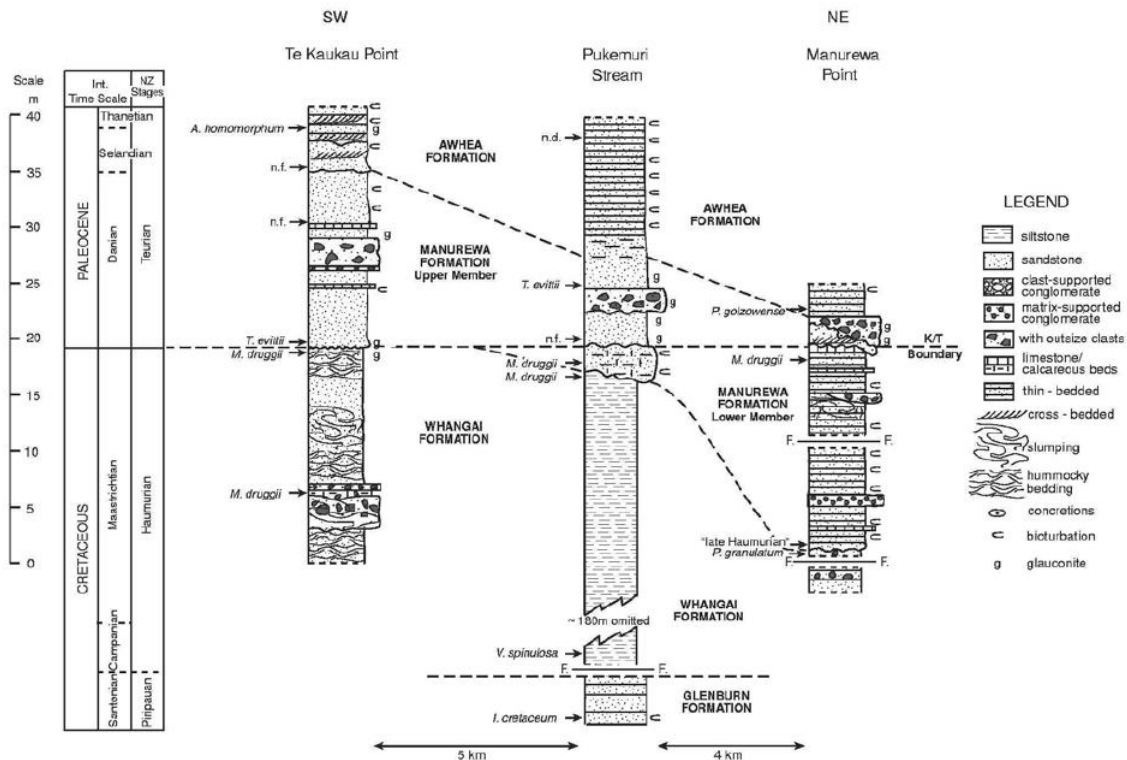 SW
NE
Te Kaukau Point
Pukemuri
Stream
Manurewa
Point
Scale
m
Int.
Time Scale
NZ
Stages
40
35
30
25
20
15
10
5
0
PALEOCENE
CRETACEOUS
Thanetian
Selandian
Danian
Maastrichtian
Campanian
Santonian
Teurian
Haumurian
Piripauan
A. homomorphum
n.f.
n.f.
T. evittii
M. druggii
M. druggii
AWHEA
FORMATION
MANUREWA
FORMATION
Upper Member
WHANGAI
FORMATION
n.d.
T. evittii
n.f.
M. druggii
M. druggii
~ 180m omitted
V. spinulosa
F. F.
I. cretaceum
AWHEA
FORMATION
MANUREWA
FORMATION
Lower Member
WHANGAI
FORMATION
GLENBURN
FORMATION
P. golzowense
K/T
Boundary
M. druggii
F. F.
"late Haumurian"
P. granulatum
F. F.
g
c
LEGEND
siltstone
sandstone
clast-supported
conglomerate
matrix-supported
conglomerate
with outsize clasts
limestone/
calcareous beds
thin - bedded
cross - bedded
slumping
hummocky
bedding
concretions
bioturbation
g glauconite
5 km
4 km